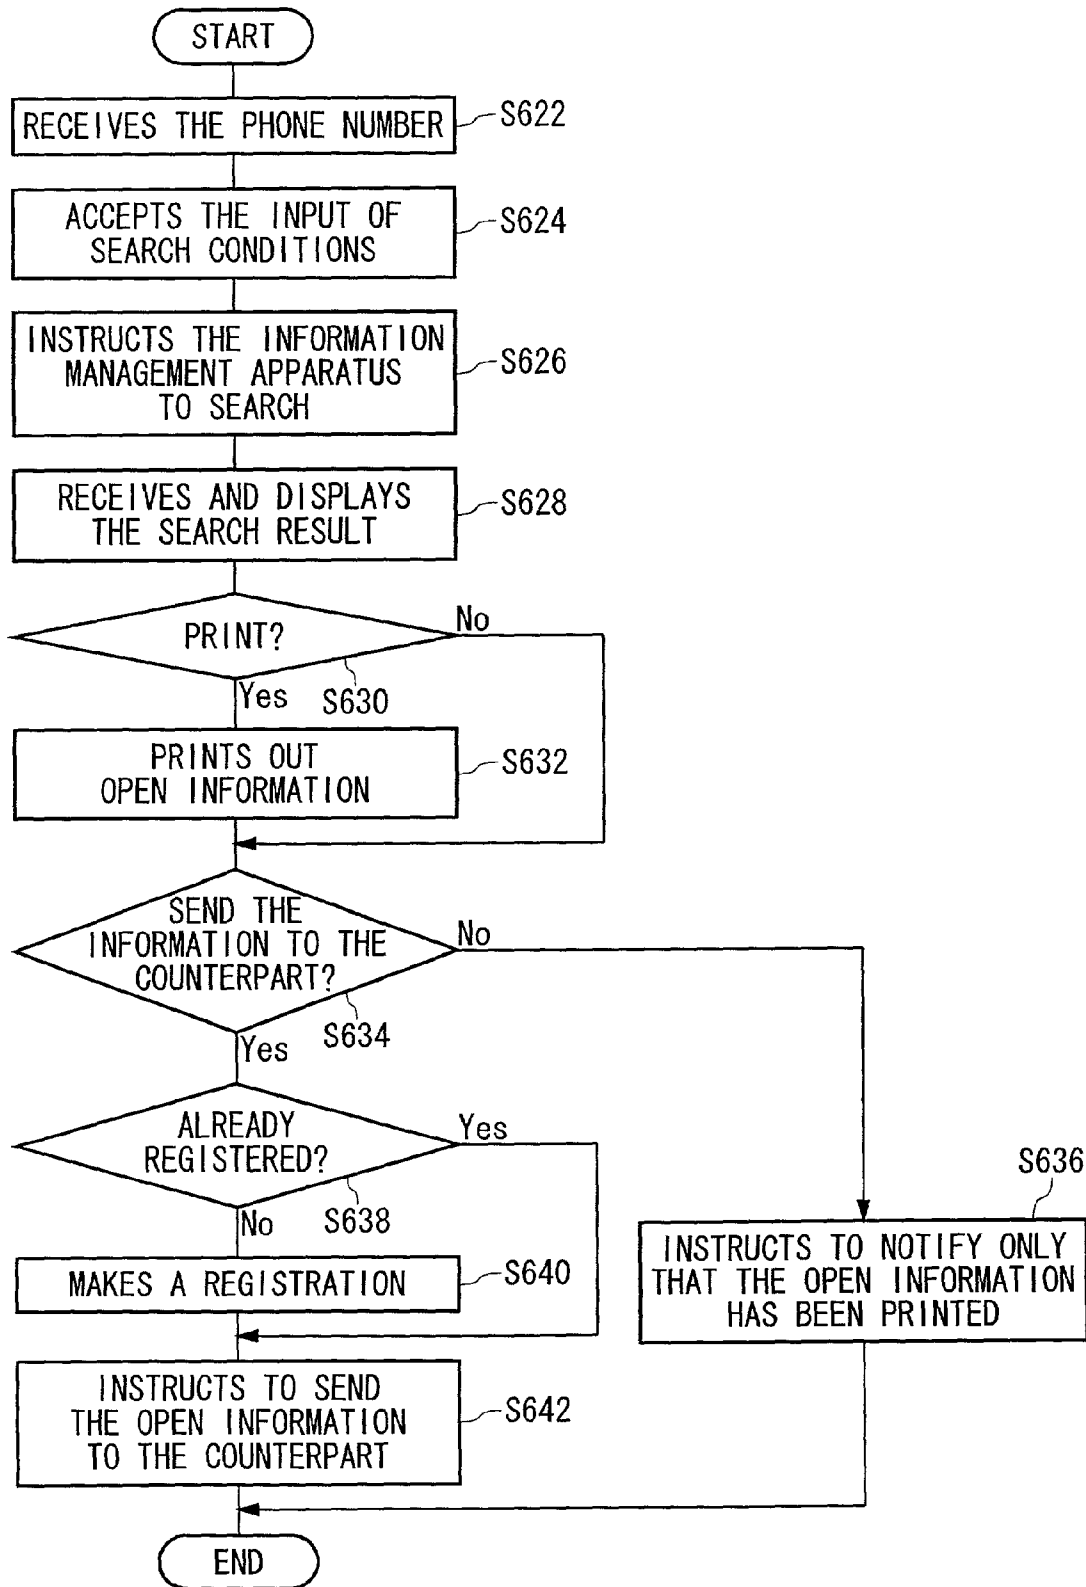 START
RECEIVES THE PHONE NUMBER
S622
ACCEPTS THE INPUT OF
SEARCH CONDITIONS
S624
INSTRUCTS THE INFORMATION
MANAGEMENT APPARATUS
TO SEARCH
S626
RECEIVES AND DISPLAYS
THE SEARCH RESULT
S628
PRINT?
No
S630
Yes
PRINTS OUT
OPEN INFORMATION
S632
SEND THE
INFORMATION TO THE
COUNTERPART?
No
S634
Yes
ALREADY
REGISTERED?
Yes
S638
No
MAKES A REGISTRATION
S640
S636
INSTRUCTS TO NOTIFY ONLY
THAT THE OPEN INFORMATION
HAS BEEN PRINTED
INSTRUCTS TO SEND
THE OPEN INFORMATION
TO THE COUNTERPART
S642
END